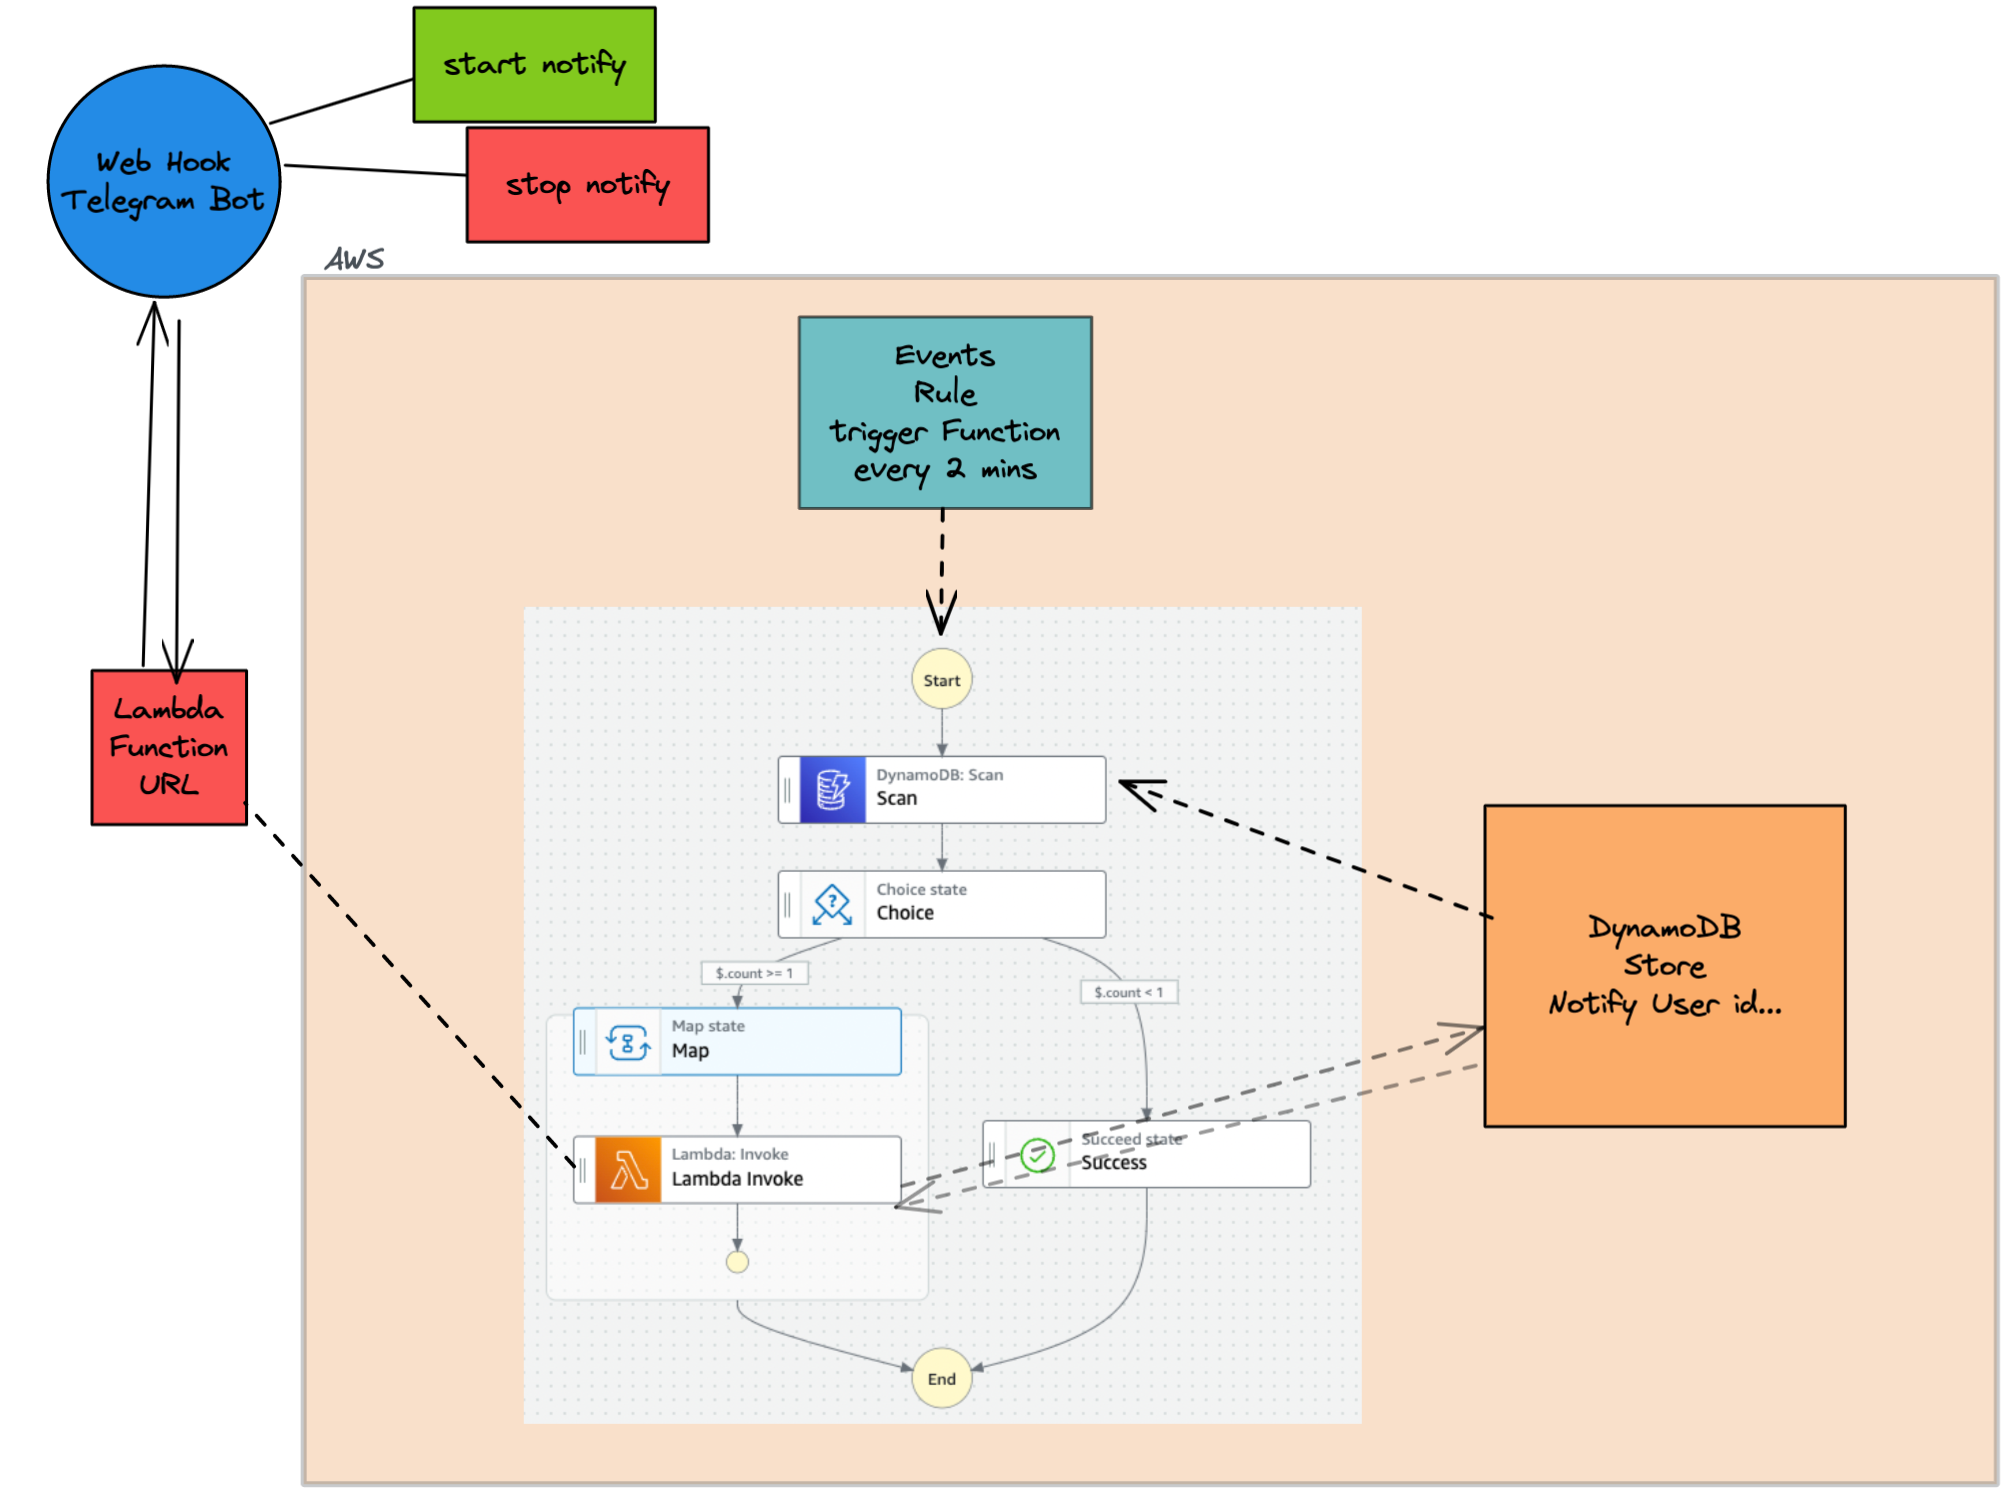 start notify
stop notify
Web Hook
Telegram Bot
AWS
Events
Rule
trigger Function
every 2 mins
Start
DynamoDB: Scan
Scan
Choice state
Choice
$.count >= 1
$.count < 1
Map state
Map
Lambda: Invoke
Lambda Invoke
Succeed state
Success
End
Lambda
Function
URL
DynamoDB
Store
Notify User id...